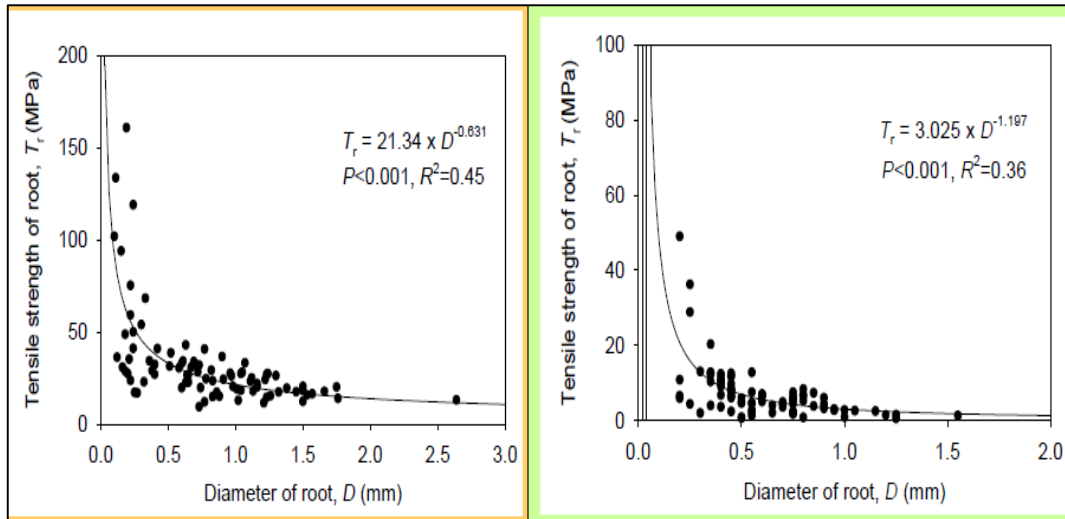 Tensile strength of root, Tr (MPa)
200
150
100
50
0
Tr = 21.34 x D^-0.631
P<0.001, R²=0.45
0.0 0.5 1.0 1.5 2.0 2.5 3.0
Diameter of root, D (mm)
Tensile strength of root, Tr (MPa)
100
80
60
40
20
0
Tr = 3.025 x D^-1.197
P<0.001, R²=0.36
0.0 0.5 1.0 1.5 2.0
Diameter of root, D (mm)